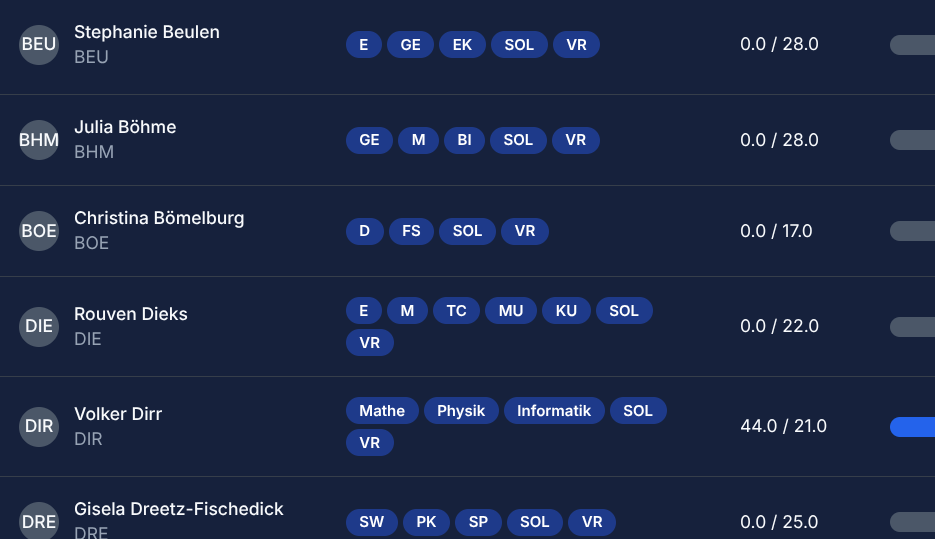 BEU Stephanie Beulen E GE EK SOL VR 0.0 / 28.0
BEU
BHM Julia Böhme GE M BI SOL VR 0.0 / 28.0
BHM
BOE Christina Bömelburg D FS SOL VR 0.0 / 17.0
BOE
DIE Rouven Dieks E M TC MU KU SOL 0.0 / 22.0
DIE VR
DIR Volker Dirr Mathe Physik Informatik SOL 44.0 / 21.0
DIR VR
DRE Gisela Dreetz-Fischedick SW PK SP SOL VR 0.0 / 25.0
DRE